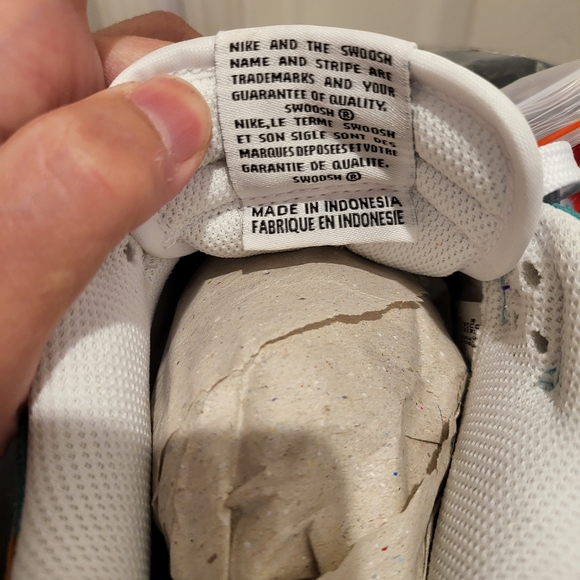 NIKE AND THE SWOOSH
NAME AND STRIPE ARE
TRADEMARKS AND YOUR
GUARANTEE OF QUALITY.
SWOOSH ®
NIKE,LE TERME SWOOSH
ET SON SIGLE SONT DES
MARQUES DEPOSEES ET VOTRE
GARANTIE DE QUALITE.
SWOOSH ®
MADE IN INDONESIA
FABRIQUE EN INDONESIE